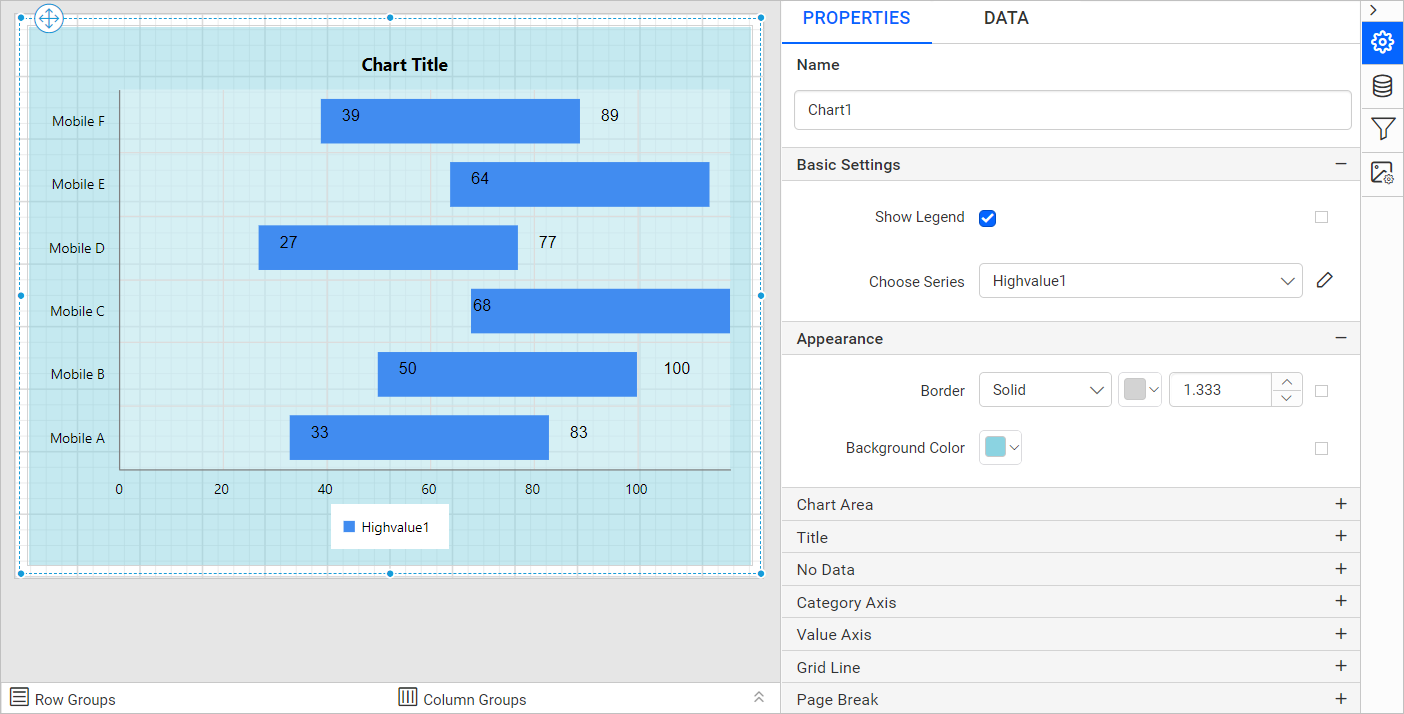 Chart Title
Mobile F
39
89
Mobile E
64
Mobile D
27
77
Mobile C
68
Mobile B
50
100
Mobile A
33
83
0
20
40
60
80
100
Highvalue1
Row Groups
Column Groups
PROPERTIES
DATA
Name
Chart1
Basic Settings
Show Legend
Choose Series
Highvalue1
Appearance
Border
Solid
1.333
Background Color
Chart Area
Title
No Data
Category Axis
Value Axis
Grid Line
Page Break